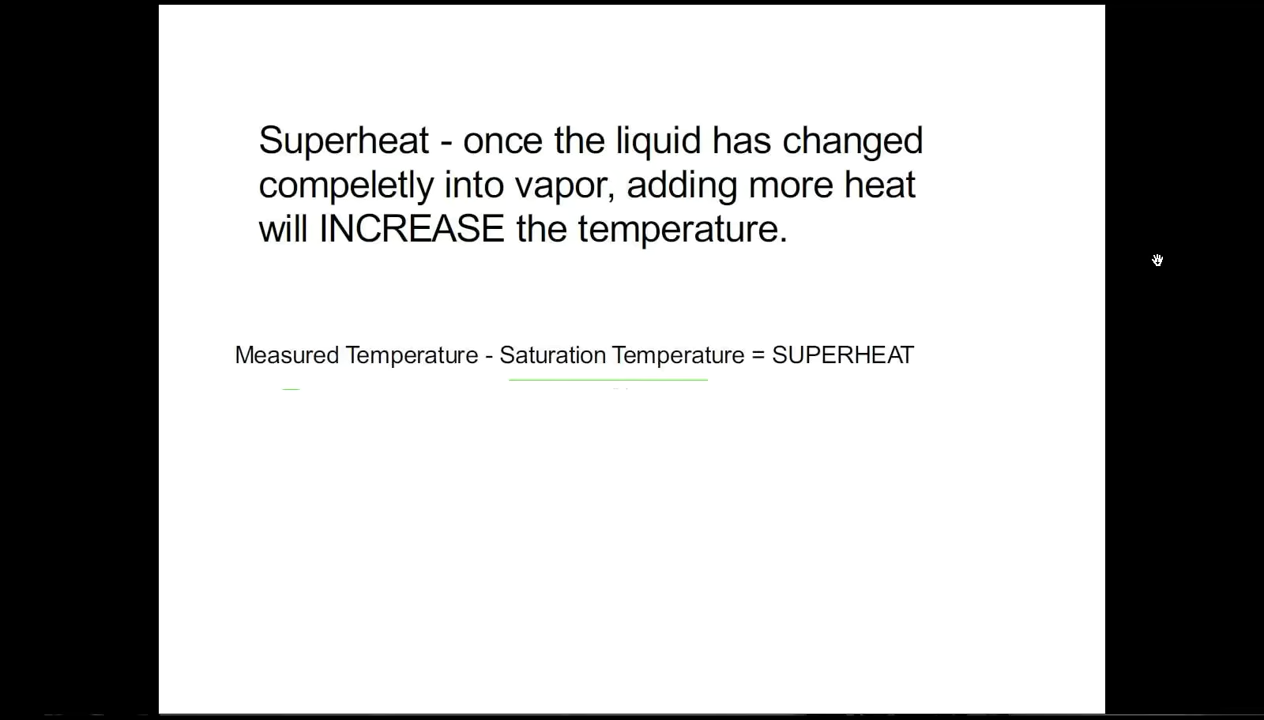 Superheat - once the liquid has changed
compeletly into vapor, adding more heat
will INCREASE the temperature.
Measured Temperature - Saturation Temperature = SUPERHEAT